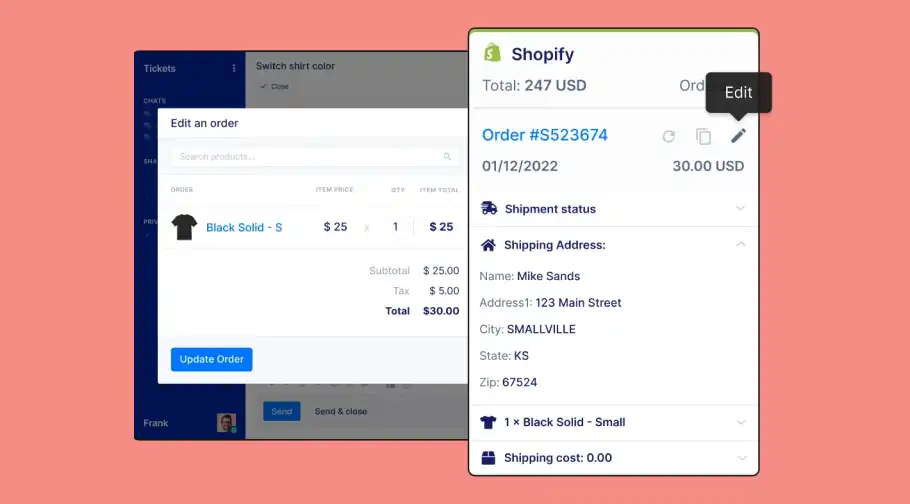 Tickets
CHATS
SHA
PRIV
Frank
Switch shirt color
Close
Edit an order
Search products...
ORDER ITEM PRICE QTY ITEM TOTAL
Black Solid - S $ 25 x 1 $ 25
Subtotal $ 25.00
Tax $ 5.00
Total $30.00
Update Order
Send Send & close
Shopify
Total: 247 USD Ord
Edit
Order #S523674
01/12/2022 30.00 USD
Shipment status
Shipping Address:
Name: Mike Sands
Address1: 123 Main Street
City: SMALLVILLE
State: KS
Zip: 67524
1 × Black Solid - Small
Shipping cost: 0.00